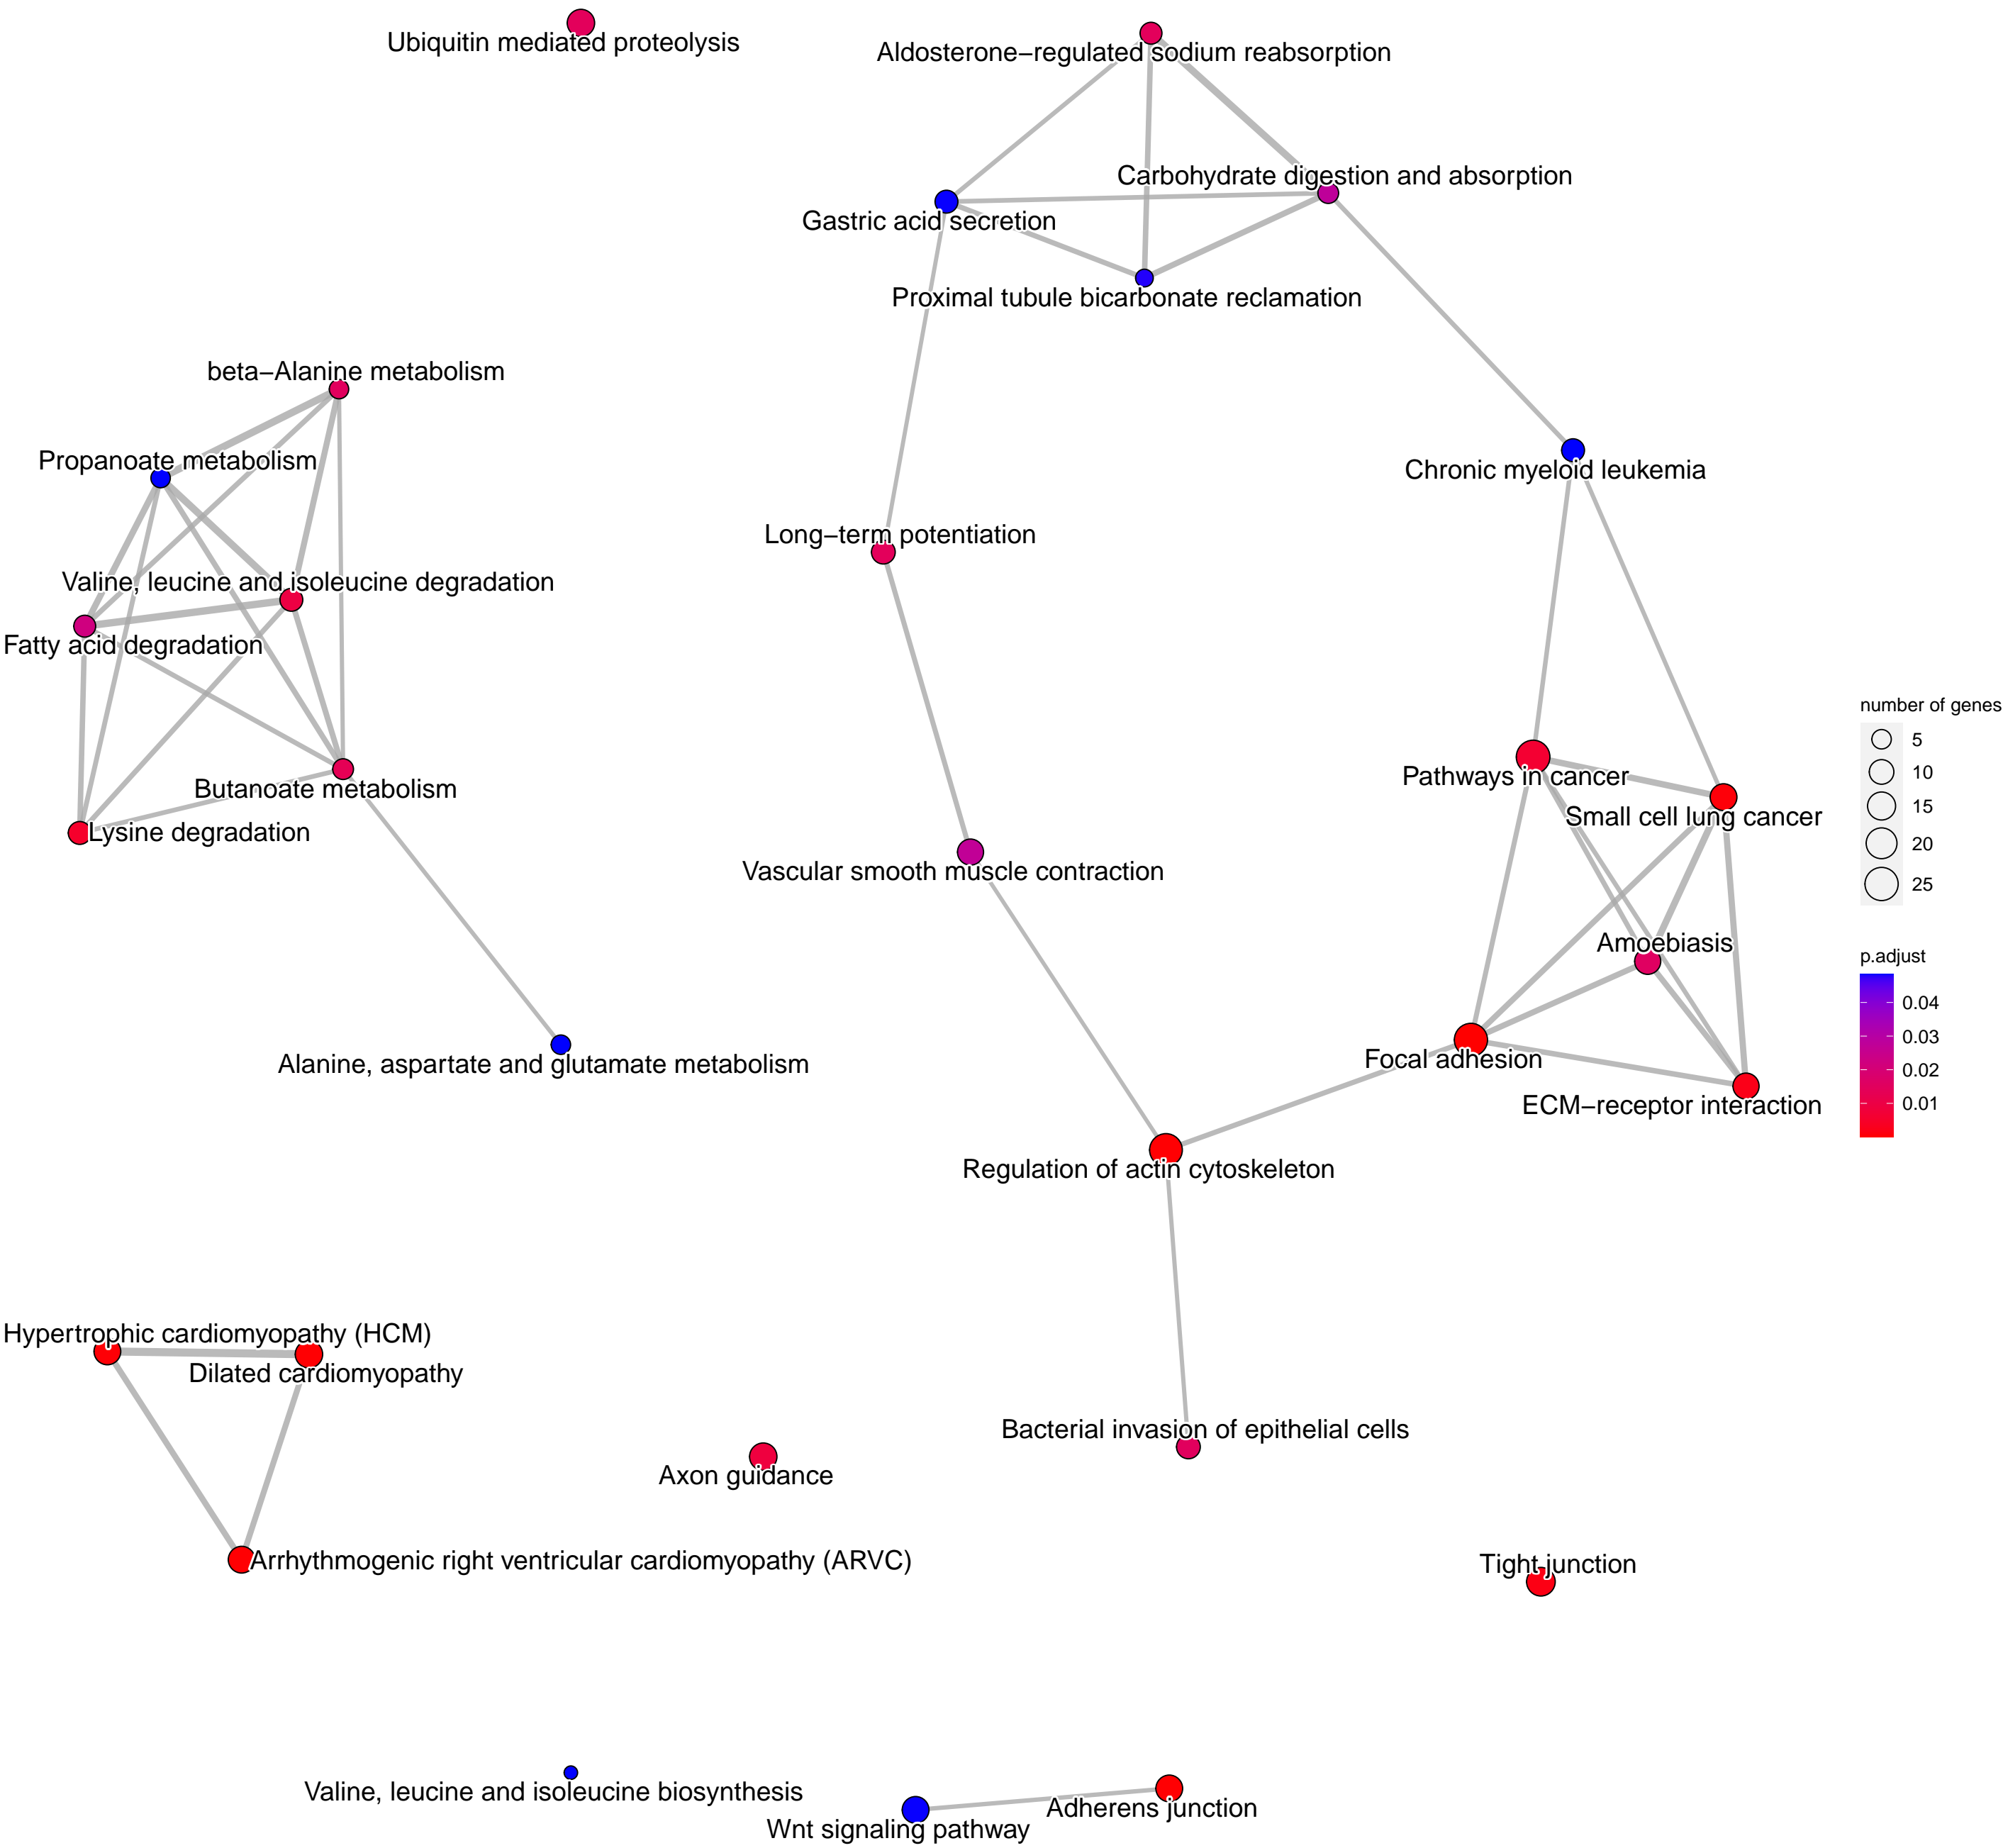 Ubiquitin mediated proteolysis
Aldosterone−regulated sodium reabsorption
Carbohydrate digestion and absorption
Gastric acid secretion
Proximal tubule bicarbonate reclamation
beta−Alanine metabolism
Propanoate metabolism
Chronic myeloid leukemia
Long−term potentiation
Valine, leucine and isoleucine degradation
Fatty acid degradation
number of genes
5
10
15
20
25
Pathways in cancer
Butanoate metabolism
Small cell lung cancer
Lysine degradation
Vascular smooth muscle contraction
Amoebiasis
p.adjust
0.04
0.03
0.02
0.01
Focal adhesion
Alanine, aspartate and glutamate metabolism
ECM−receptor interaction
Regulation of actin cytoskeleton
Hypertrophic cardiomyopathy (HCM)
Dilated cardiomyopathy
Bacterial invasion of epithelial cells
Axon guidance
Arrhythmogenic right ventricular cardiomyopathy (ARVC)
Tight junction
Valine, leucine and isoleucine biosynthesis
Adherens junction
Wnt signaling pathway